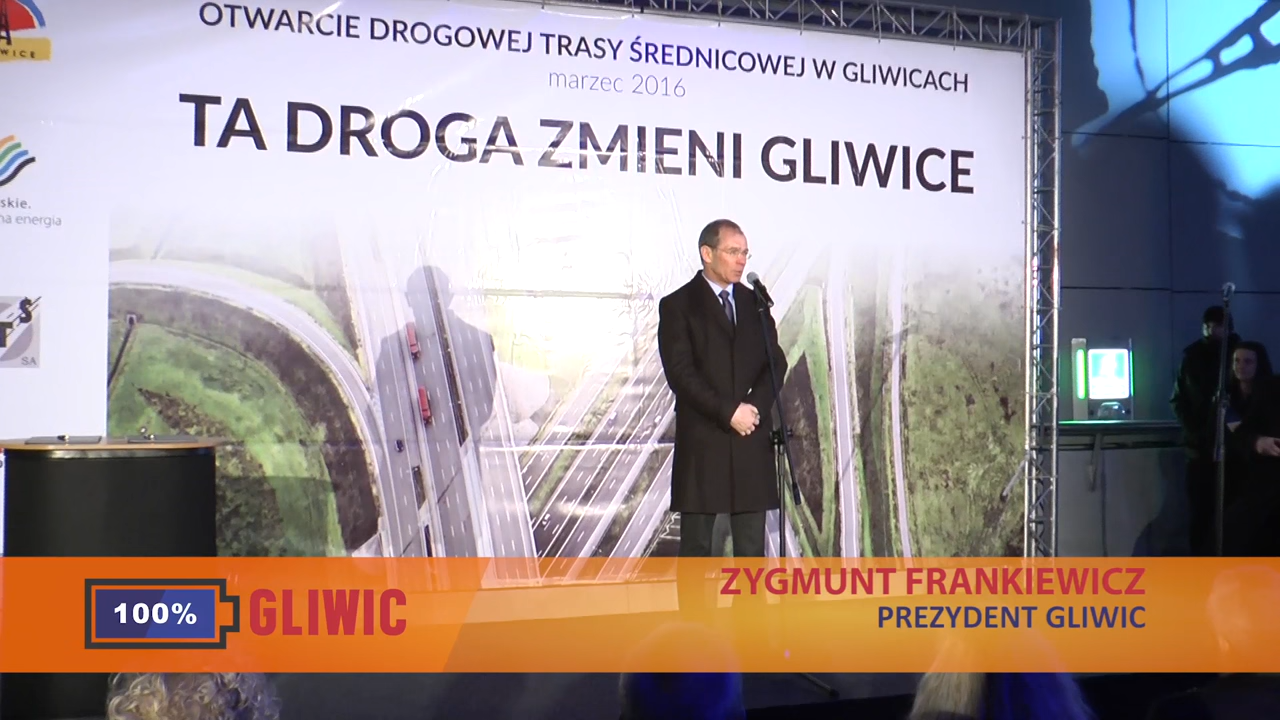 OTWARCIE DROGOWEJ TRASY ŚREDNICOWEJ W GLIWICACH
marzec 2016
TA DROGA ZMIENI GLIWICE
WICE
skie.
na energia
SA
100% GLIWIC
ZYGMUNT FRANKIEWICZ
PREZYDENT GLIWIC